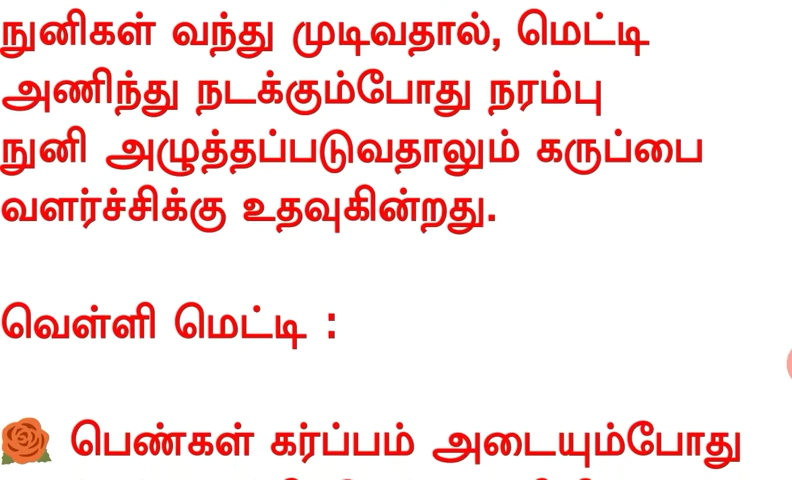 நுனிகள் வந்து முடிவதால், மெட்டி
அணிந்து நடக்கும்போது நரம்பு
நுனி அழுத்தப்படுவதாலும் கருப்பை
வளர்ச்சிக்கு உதவுகின்றது.
வெள்ளி மெட்டி :
பெண்கள் கர்ப்பம் அடையும்போது